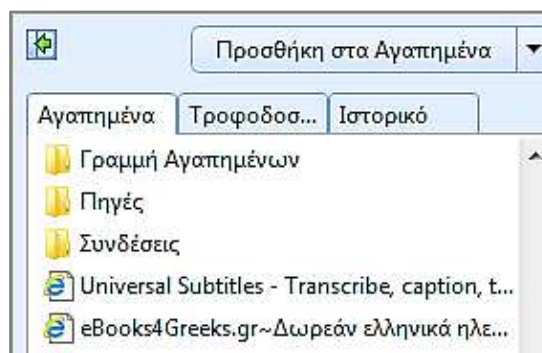 Προσθήκη στα Αγαπημένα
Αγαπημένα Τροφοδοσ... Ιστορικό
Γραμμή Αγαπημένων
Πηγές
Συνδέσεις
Universal Subtitles - Transcribe, caption, t...
eBooks4Greeks.gr~Δωρεάν ελληνικά ηλε...